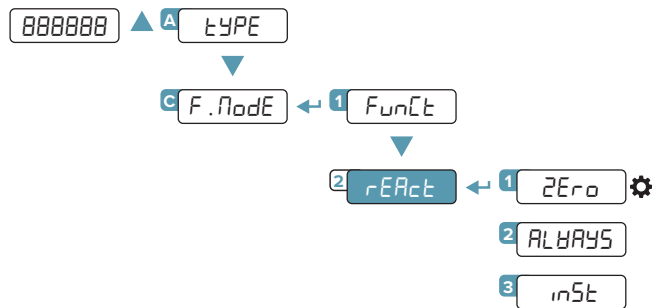 888888 A tYPE
C F.ModE 1 FunCt
2 rEAct 1 ZEro
2 ALWAYS
3 inSt